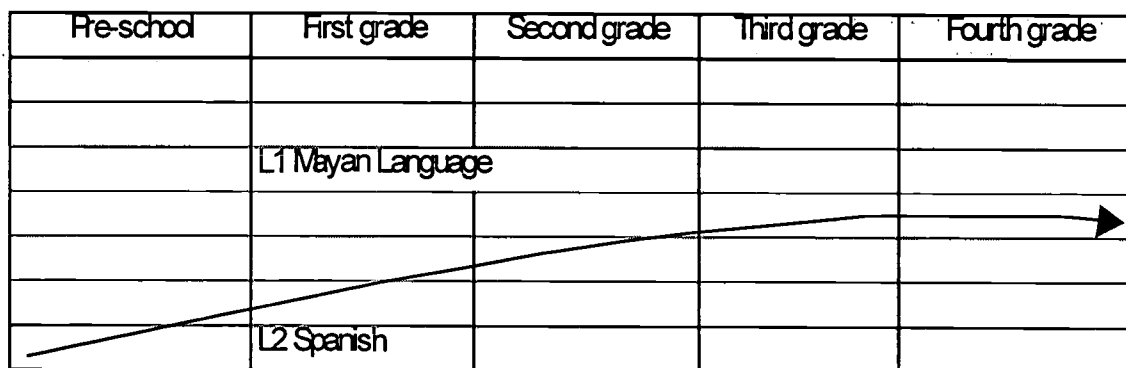 Pre-school First grade Second grade Third grade Fourth grade
L1 Mayan Language
L2 Spanish